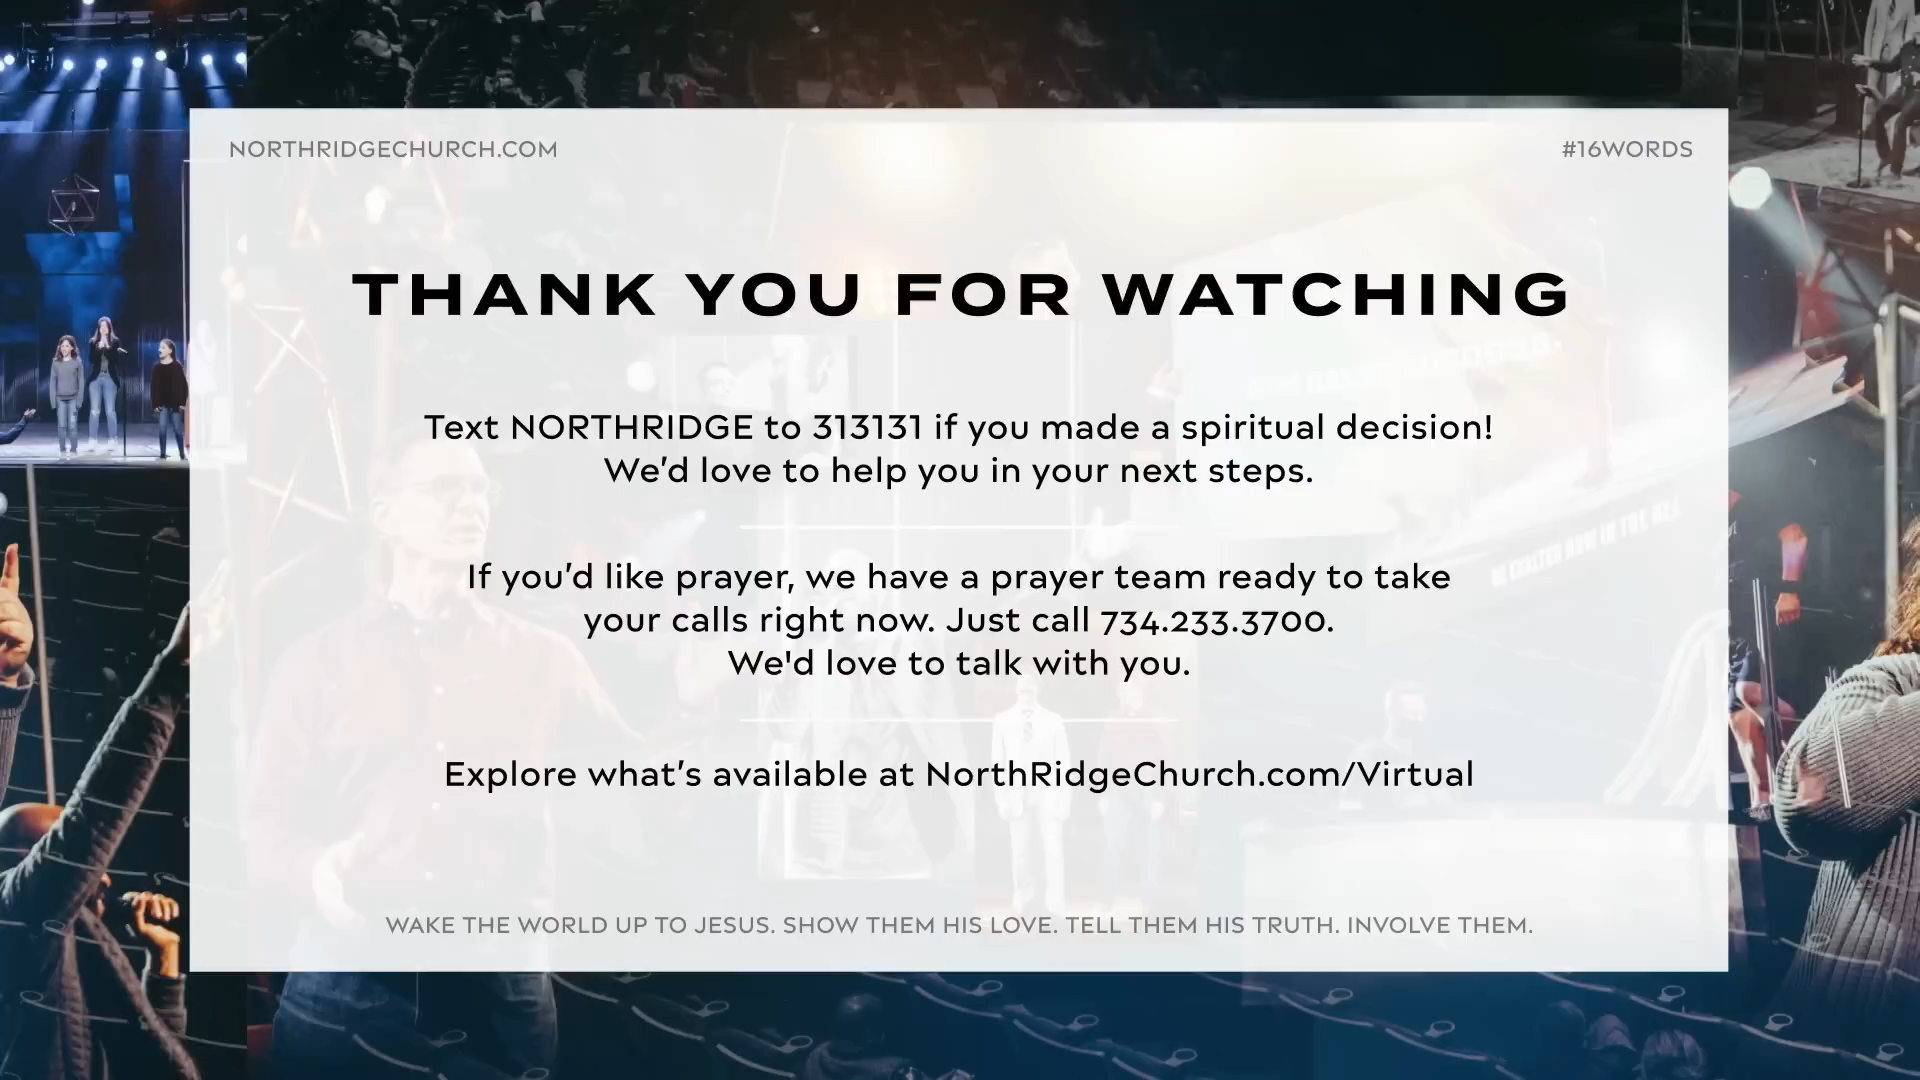 NORTHRIDGECHURCH.COM
#16WORDS
THANK YOU FOR WATCHING
Text NORTHRIDGE to 313131 if you made a spiritual decision!
We’d love to help you in your next steps.
If you’d like prayer, we have a prayer team ready to take
your calls right now. Just call 734.233.3700.
We'd love to talk with you.
Explore what’s available at NorthRidgeChurch.com/Virtual
WAKE THE WORLD UP TO JESUS. SHOW THEM HIS LOVE. TELL THEM HIS TRUTH. INVOLVE THEM.